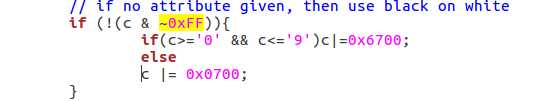 // if no attribute given, then use black on white
if (!(c & ~0xFF)){
if(c>='0' && c<='9')c|=0x6700;
else
c |= 0x0700;
}